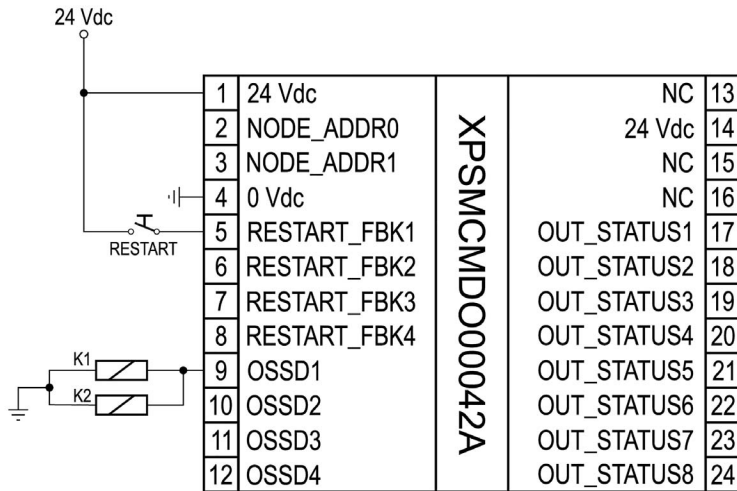 24 Vdc
1 24 Vdc NC 13
2 NODE_ADDR0 24 Vdc 14
3 NODE_ADDR1 NC 15
4 0 Vdc NC 16
5 RESTART_FBK1 OUT_STATUS1 17
RESTART
6 RESTART_FBK2 OUT_STATUS2 18
7 RESTART_FBK3 OUT_STATUS3 19
8 RESTART_FBK4 OUT_STATUS4 20
K1
9 OSSD1 OUT_STATUS5 21
K2
10 OSSD2 OUT_STATUS6 22
11 OSSD3 OUT_STATUS7 23
12 OSSD4 OUT_STATUS8 24
XPSMCMDO00042A